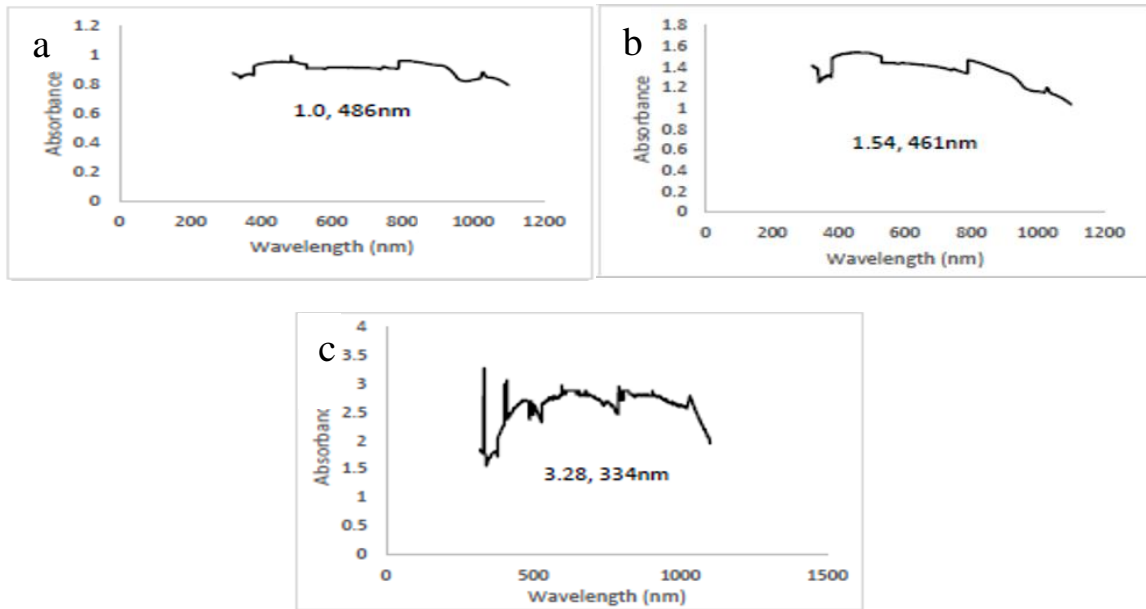 a
1.2
1
0.8
0.6
0.4
0.2
0
Absorbance
1.0, 486nm
0 200 400 600 800 1000 1200
Wavelength (nm)
b
1.8
1.6
1.4
1.2
1
0.8
0.6
0.4
0.2
0
Absorbance
1.54, 461nm
0 200 400 600 800 1000 1200
Wavelength (nm)
c
4
3.5
3
2.5
2
1.5
1
0.5
0
Absorbanc
3.28, 334nm
0 500 1000 1500
Wavelength (nm)